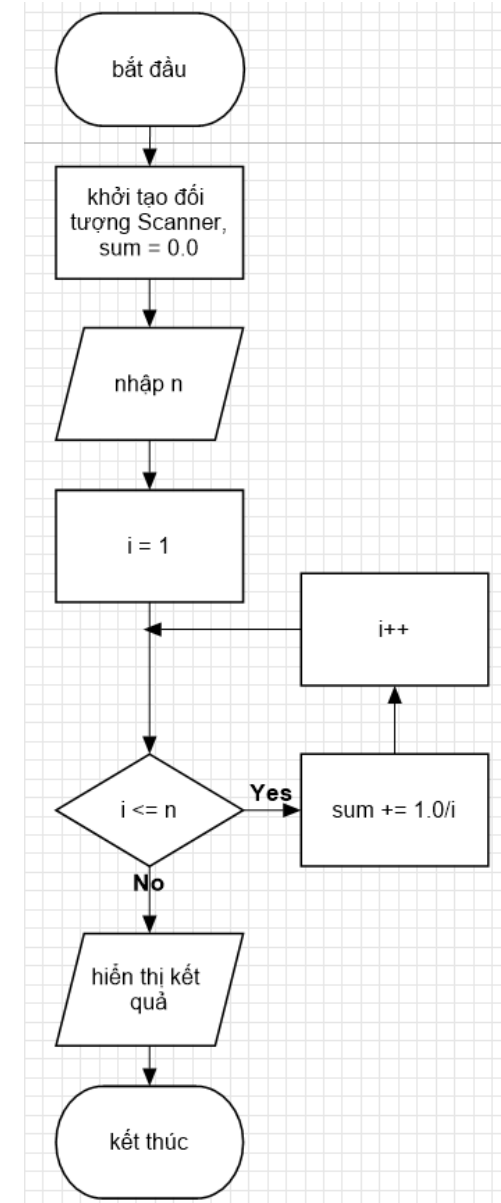 bắt đầu
khởi tạo đối
tượng Scanner,
sum = 0.0
nhập n
i = 1
i++
i <= n
Yes
sum += 1.0/i
No
hiển thị kết
quả
kết thúc